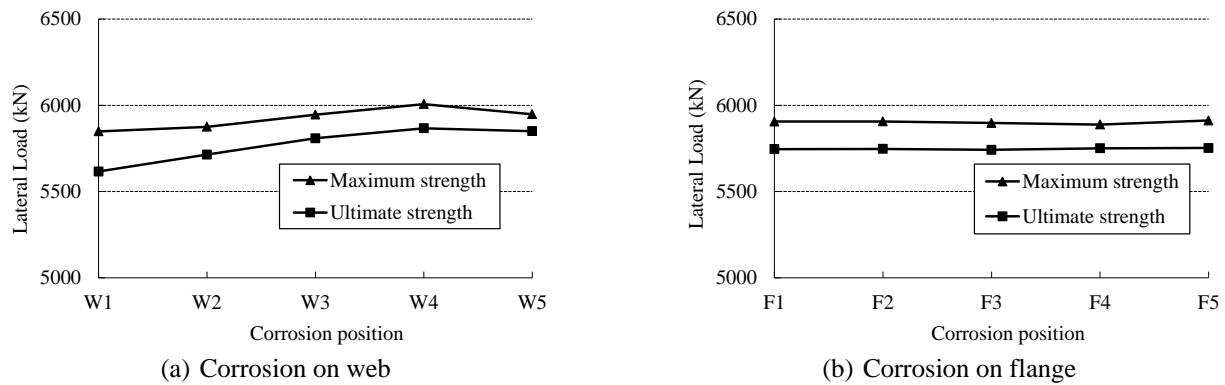 6500
6000
5500
5000
Lateral Load (kN)
Maximum strength
Ultimate strength
W1 W2 W3 W4 W5
Corrosion position
(a) Corrosion on web
6500
6000
5500
5000
Lateral Load (kN)
Maximum strength
Ultimate strength
F1 F2 F3 F4 F5
Corrosion position
(b) Corrosion on flange